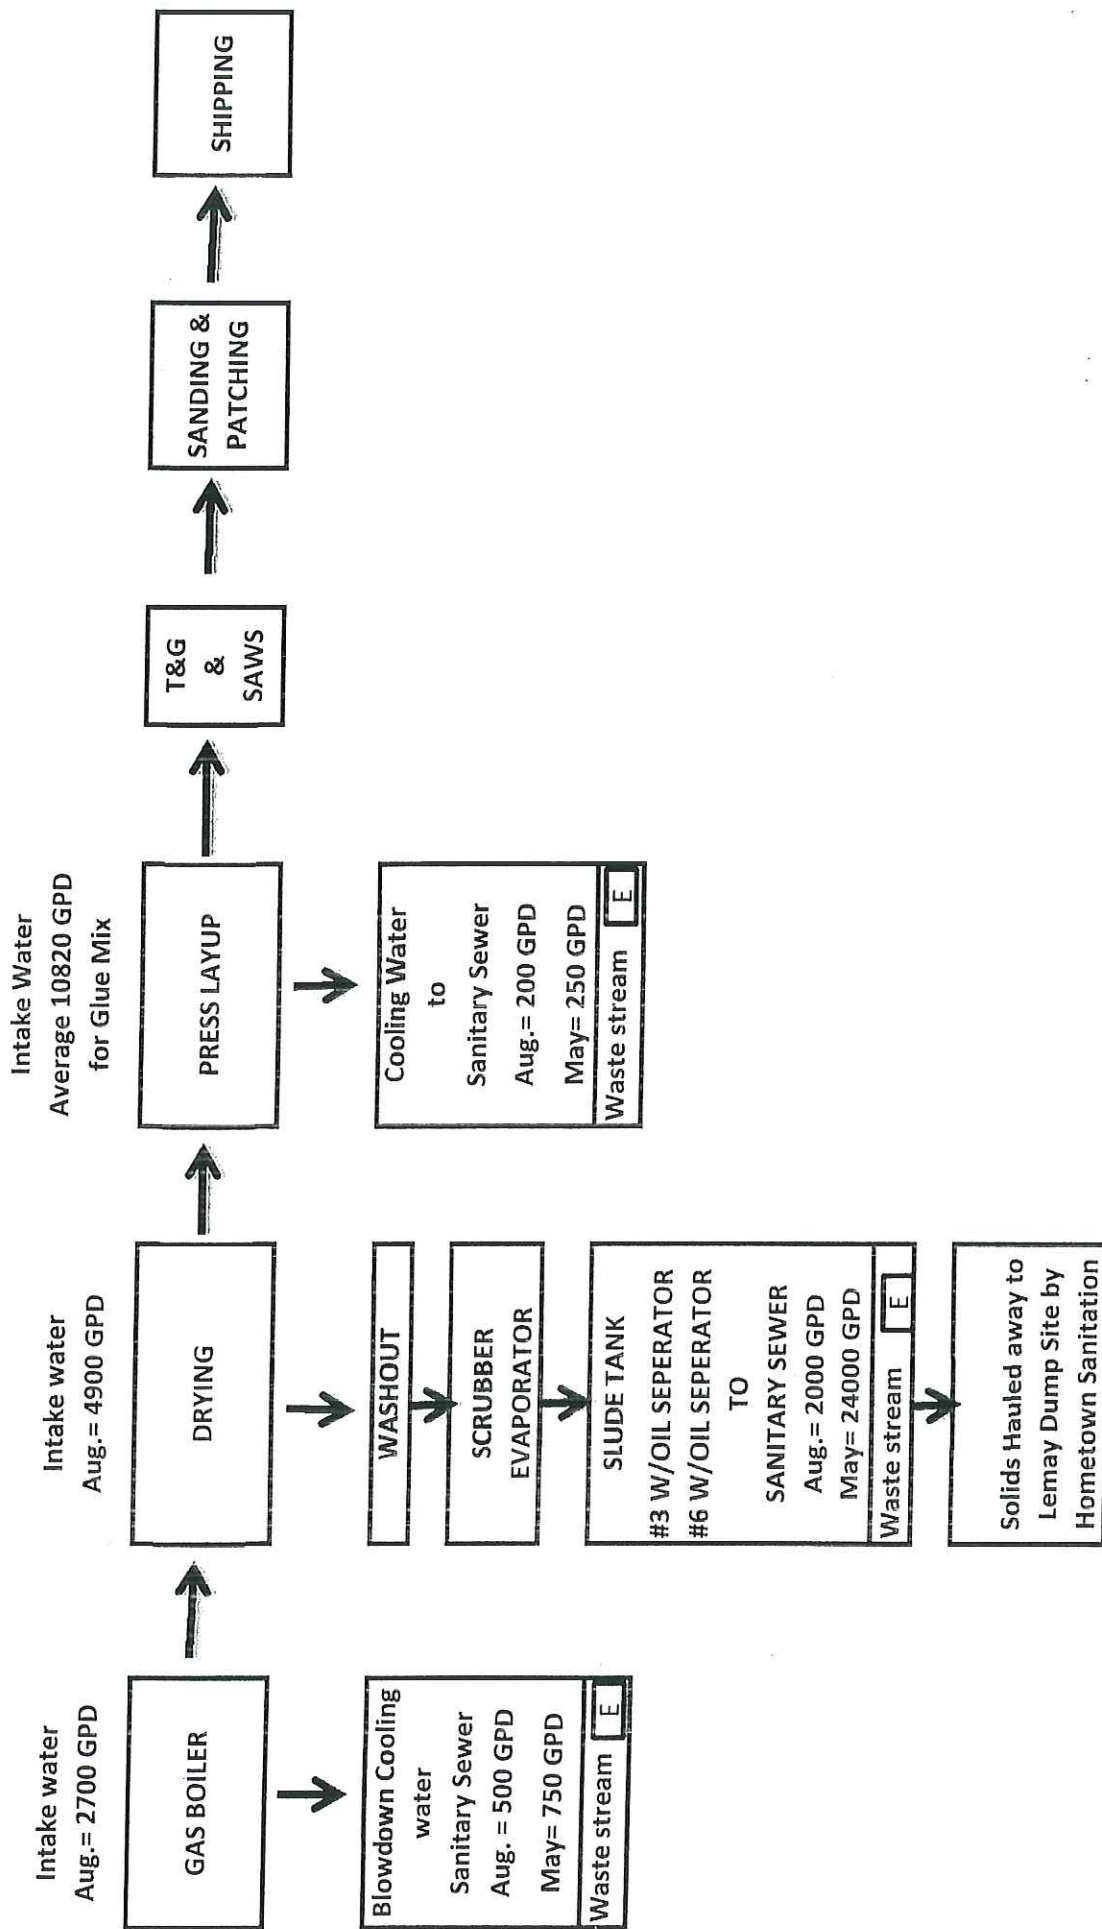 Intake water
Aug.= 2700 GPD
GAS BOILER
Blowdown Cooling
water
Sanitary Sewer
Aug. = 500 GPD
May= 750 GPD
Waste stream E
Intake water
Aug.= 4900 GPD
DRYING
WASHOUT
SCRUBBER
EVAPORATOR
SLUDE TANK
#3 W/OIL SEPERATOR
#6 W/OIL SEPERATOR
TO
SANITARY SEWER
Aug.= 2000 GPD
May= 24000 GPD
Waste stream E
Solids Hauled away to
Lemay Dump Site by
Hometown Sanitation
Intake Water
Average 10820 GPD
for Glue Mix
PRESS LAYUP
Cooling Water
to
Sanitary Sewer
Aug.= 200 GPD
May= 250 GPD
Waste stream E
T&G
&
SAWS
SANDING &
PATCHING
SHIPPING